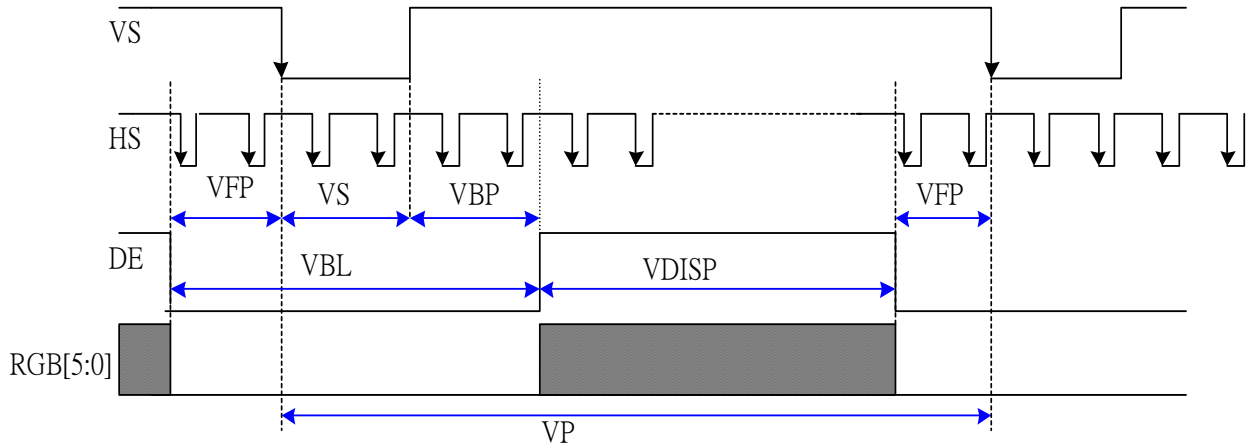 VS
HS
VFP VS VBP VFP
DE
VBL VDISP
RGB[5:0]
VP